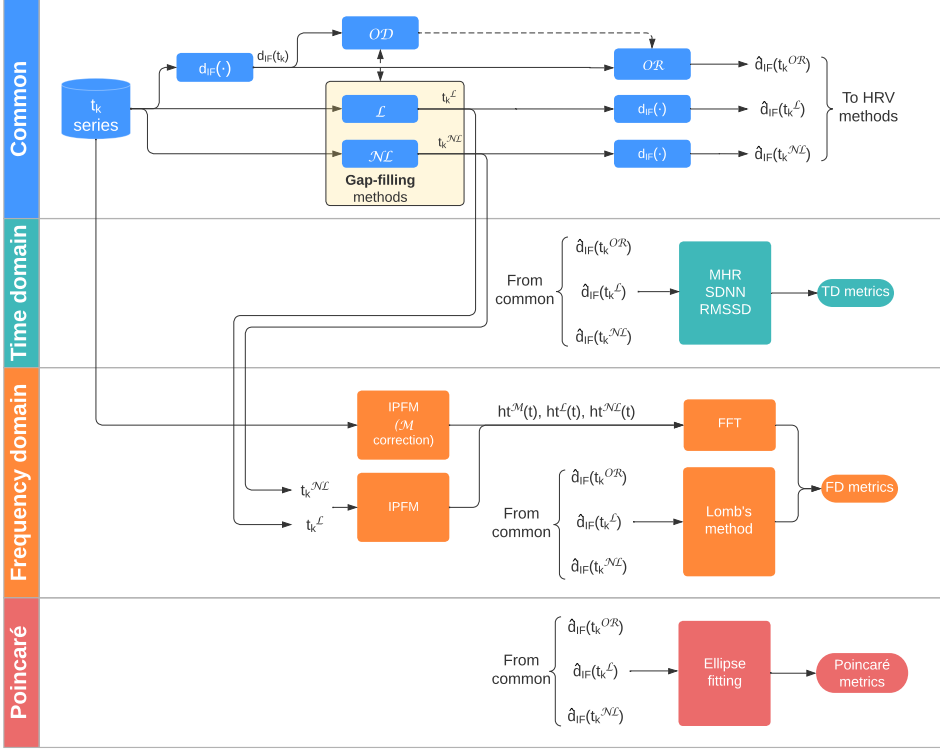 Common
t_k
series
d_IF(·)
d_IF(t_k)
𝒪𝒟
𝒪ℛ
d̂_IF(t_k^𝒪ℛ)
ℒ
t_k^ℒ
d_IF(·)
d̂_IF(t_k^ℒ)
𝒩ℒ
t_k^𝒩ℒ
d_IF(·)
d̂_IF(t_k^𝒩ℒ)
Gap-filling
methods
To HRV
methods
Time domain
From
common
d̂_IF(t_k^𝒪ℛ)
d̂_IF(t_k^ℒ)
d̂_IF(t_k^𝒩ℒ)
MHR
SDNN
RMSSD
TD metrics
Frequency domain
IPFM
(ℳ
correction)
ht^ℳ(t), ht^ℒ(t), ht^𝒩ℒ(t)
FFT
t_k^𝒩ℒ
t_k^ℒ
IPFM
From
common
d̂_IF(t_k^𝒪ℛ)
d̂_IF(t_k^ℒ)
d̂_IF(t_k^𝒩ℒ)
Lomb's
method
FD metrics
Poincaré
From
common
d̂_IF(t_k^𝒪ℛ)
d̂_IF(t_k^ℒ)
d̂_IF(t_k^𝒩ℒ)
Ellipse
fitting
Poincaré
metrics